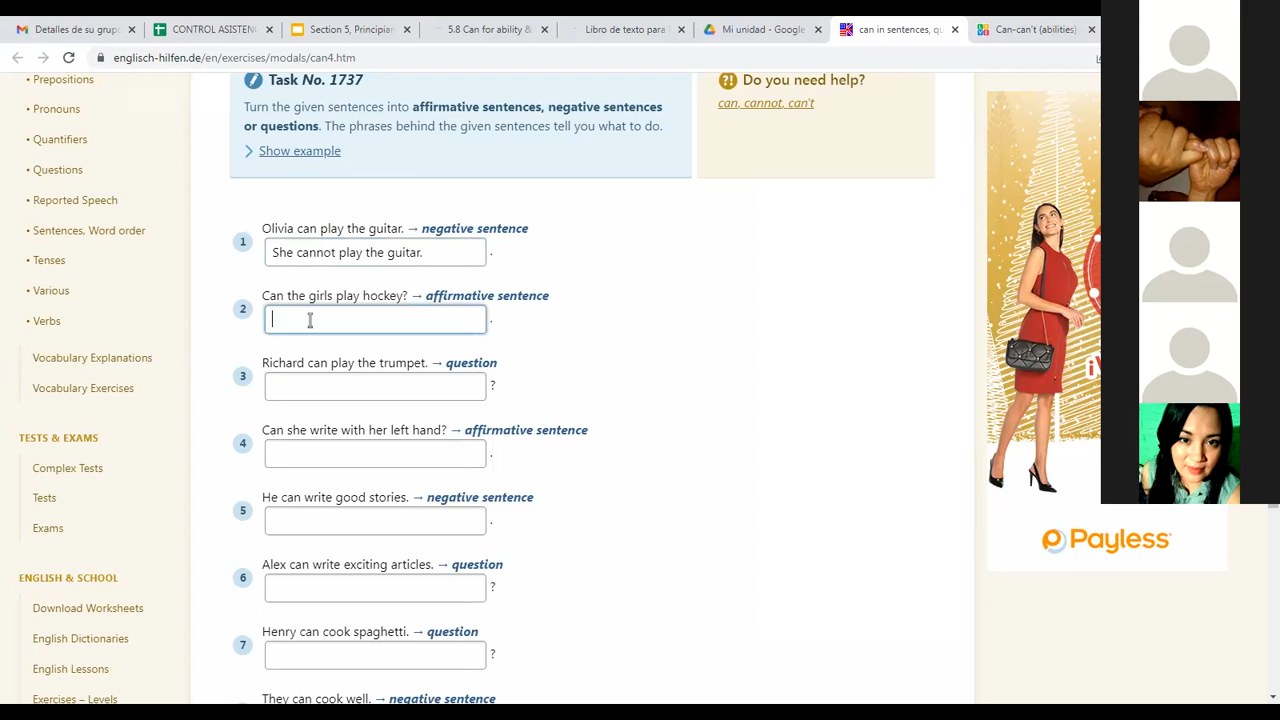 Detalles de su grupo
CONTROL ASISTENC
Section 5, Principian
5.8 Can for ability &
Libro de texto para
Mi unidad - Google
can in sentences, qu
Can-can't (abilities)
englisch-hilfen.de/en/exercises/modals/can4.htm
• Prepositions
• Pronouns
• Quantifiers
• Questions
• Reported Speech
• Sentences, Word order
• Tenses
• Various
• Verbs
Vocabulary Explanations
Vocabulary Exercises
TESTS & EXAMS
Complex Tests
Tests
Exams
ENGLISH & SCHOOL
Download Worksheets
English Dictionaries
English Lessons
Exercises – Levels
Task No. 1737
Turn the given sentences into affirmative sentences, negative sentences
or questions. The phrases behind the given sentences tell you what to do.
Show example
Do you need help?
can, cannot, can't
1
Olivia can play the guitar. → negative sentence
She cannot play the guitar. .
2
Can the girls play hockey? → affirmative sentence
.
3
Richard can play the trumpet. → question
?
4
Can she write with her left hand? → affirmative sentence
.
5
He can write good stories. → negative sentence
.
6
Alex can write exciting articles. → question
?
7
Henry can cook spaghetti. → question
?
They can cook well. → negative sentence
Payless